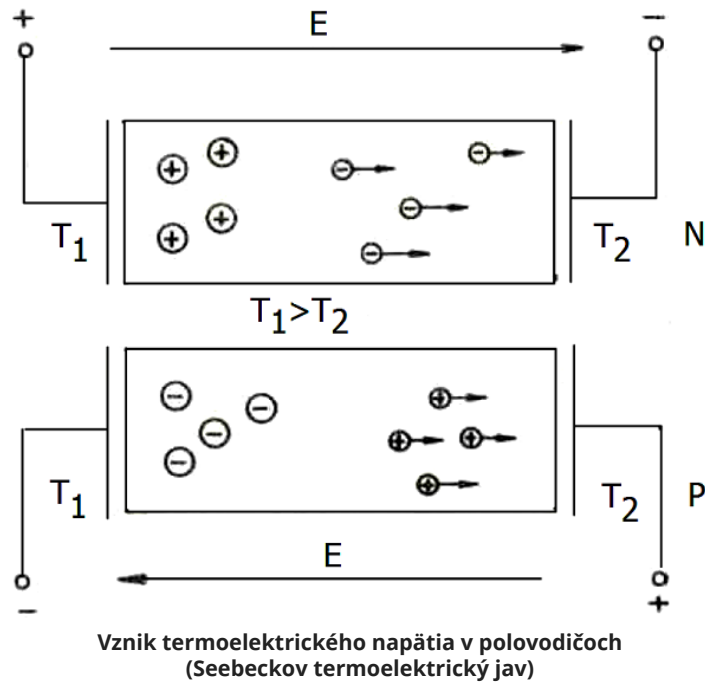 + E −
T1 T2 N
T1>T2
T1 T2 P
− E +
Vznik termoelektrického napätia v polovodičoch
(Seebeckov termoelektrický jav)